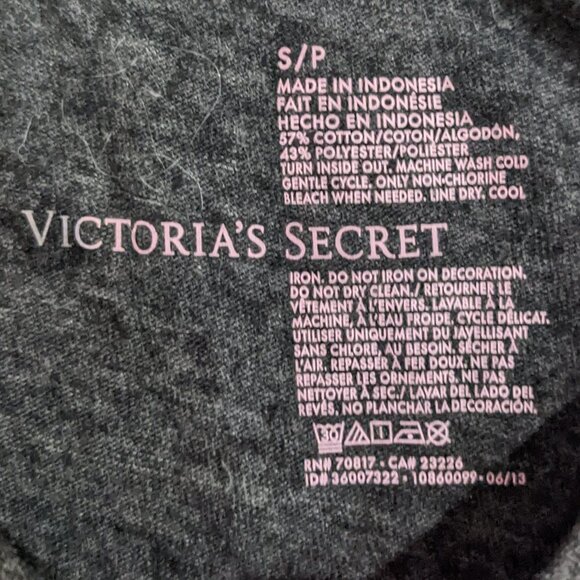 S/P
MADE IN INDONESIA
FAIT EN INDONÉSIE
HECHO EN INDONESIA
57% COTTON/COTON/ALGODÓN,
43% POLYESTER/POLIÉSTER
TURN INSIDE OUT. MACHINE WASH COLD
GENTLE CYCLE. ONLY NON-CHLORINE
BLEACH WHEN NEEDED. LINE DRY. COOL
VICTORIA'S SECRET
IRON. DO NOT IRON ON DECORATION.
DO NOT DRY CLEAN./ RETOURNER LE
VÊTEMENT À L'ENVERS. LAVABLE À LA
MACHINE, À L'EAU FROIDE. CYCLE DÉLICAT.
UTILISER UNIQUEMENT DU JAVELLISANT
SANS CHLORE, AU BESOIN. SÉCHER À
L'AIR. REPASSER À FER DOUX. NE PAS
REPASSER LES ORNEMENTS. NE PAS
NETTOYER À SEC./ LAVAR DEL LADO DEL
REVÉS. NO PLANCHAR LA DECORACIÓN.
30
RN# 70817 · CA# 23226
ID# 36007322 · 10860099 · 06/13